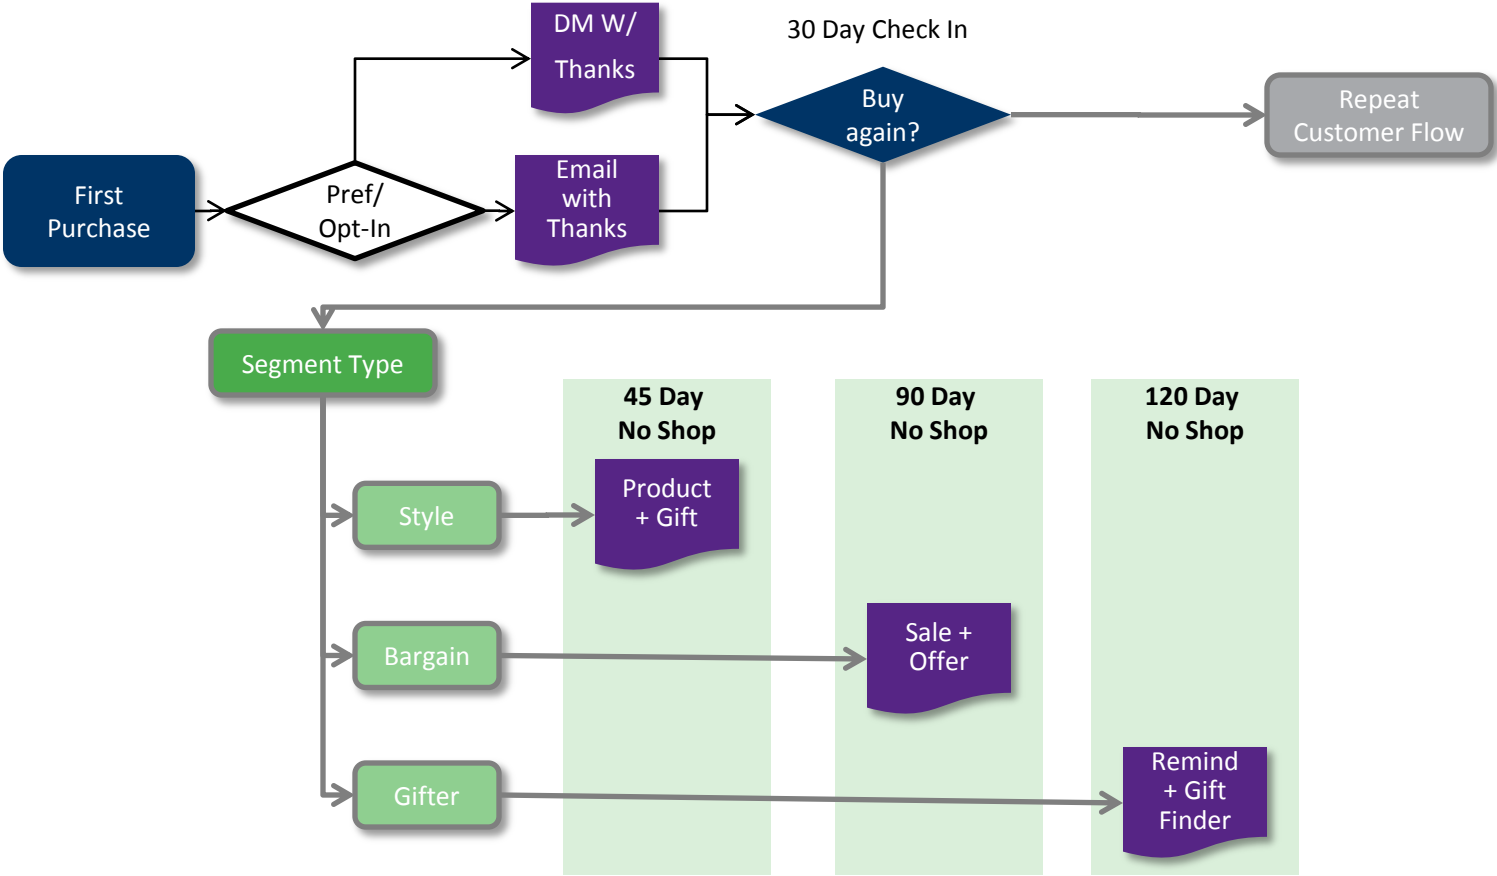 DM W/
Thanks
30 Day Check In
Buy
again?
Repeat
Customer Flow
First
Purchase
Pref/
Opt-In
Email
with
Thanks
Segment Type
45 Day
No Shop
90 Day
No Shop
120 Day
No Shop
Style
Product
+ Gift
Bargain
Sale +
Offer
Gifter
Remind
+ Gift
Finder